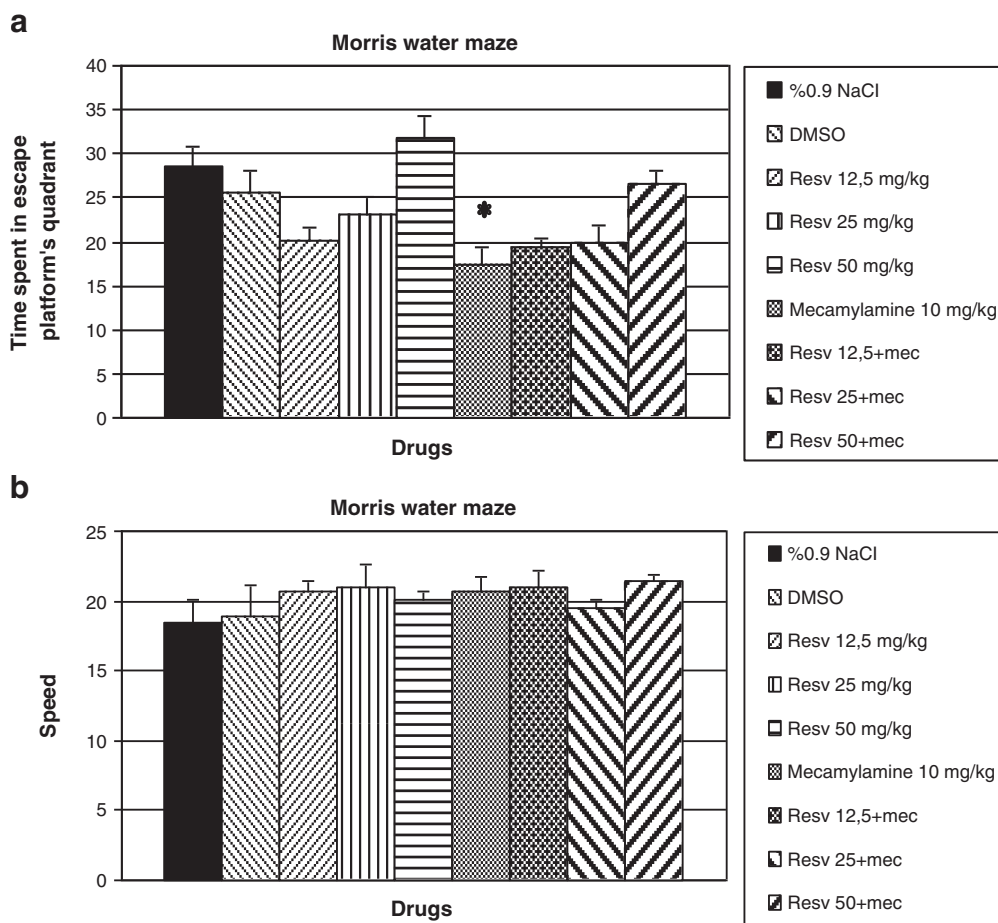 a
Morris water maze
Time spent in escape
platform's quadrant
40
35
30
25
20
15
10
5
0
*
Drugs
%0.9 NaCl
DMSO
Resv 12,5 mg/kg
Resv 25 mg/kg
Resv 50 mg/kg
Mecamylamine 10 mg/kg
Resv 12,5+mec
Resv 25+mec
Resv 50+mec
b
Morris water maze
Speed
25
20
15
10
5
0
Drugs
%0.9 NaCl
DMSO
Resv 12,5 mg/kg
Resv 25 mg/kg
Resv 50 mg/kg
Mecamylamine 10 mg/kg
Resv 12,5+mec
Resv 25+mec
Resv 50+mec